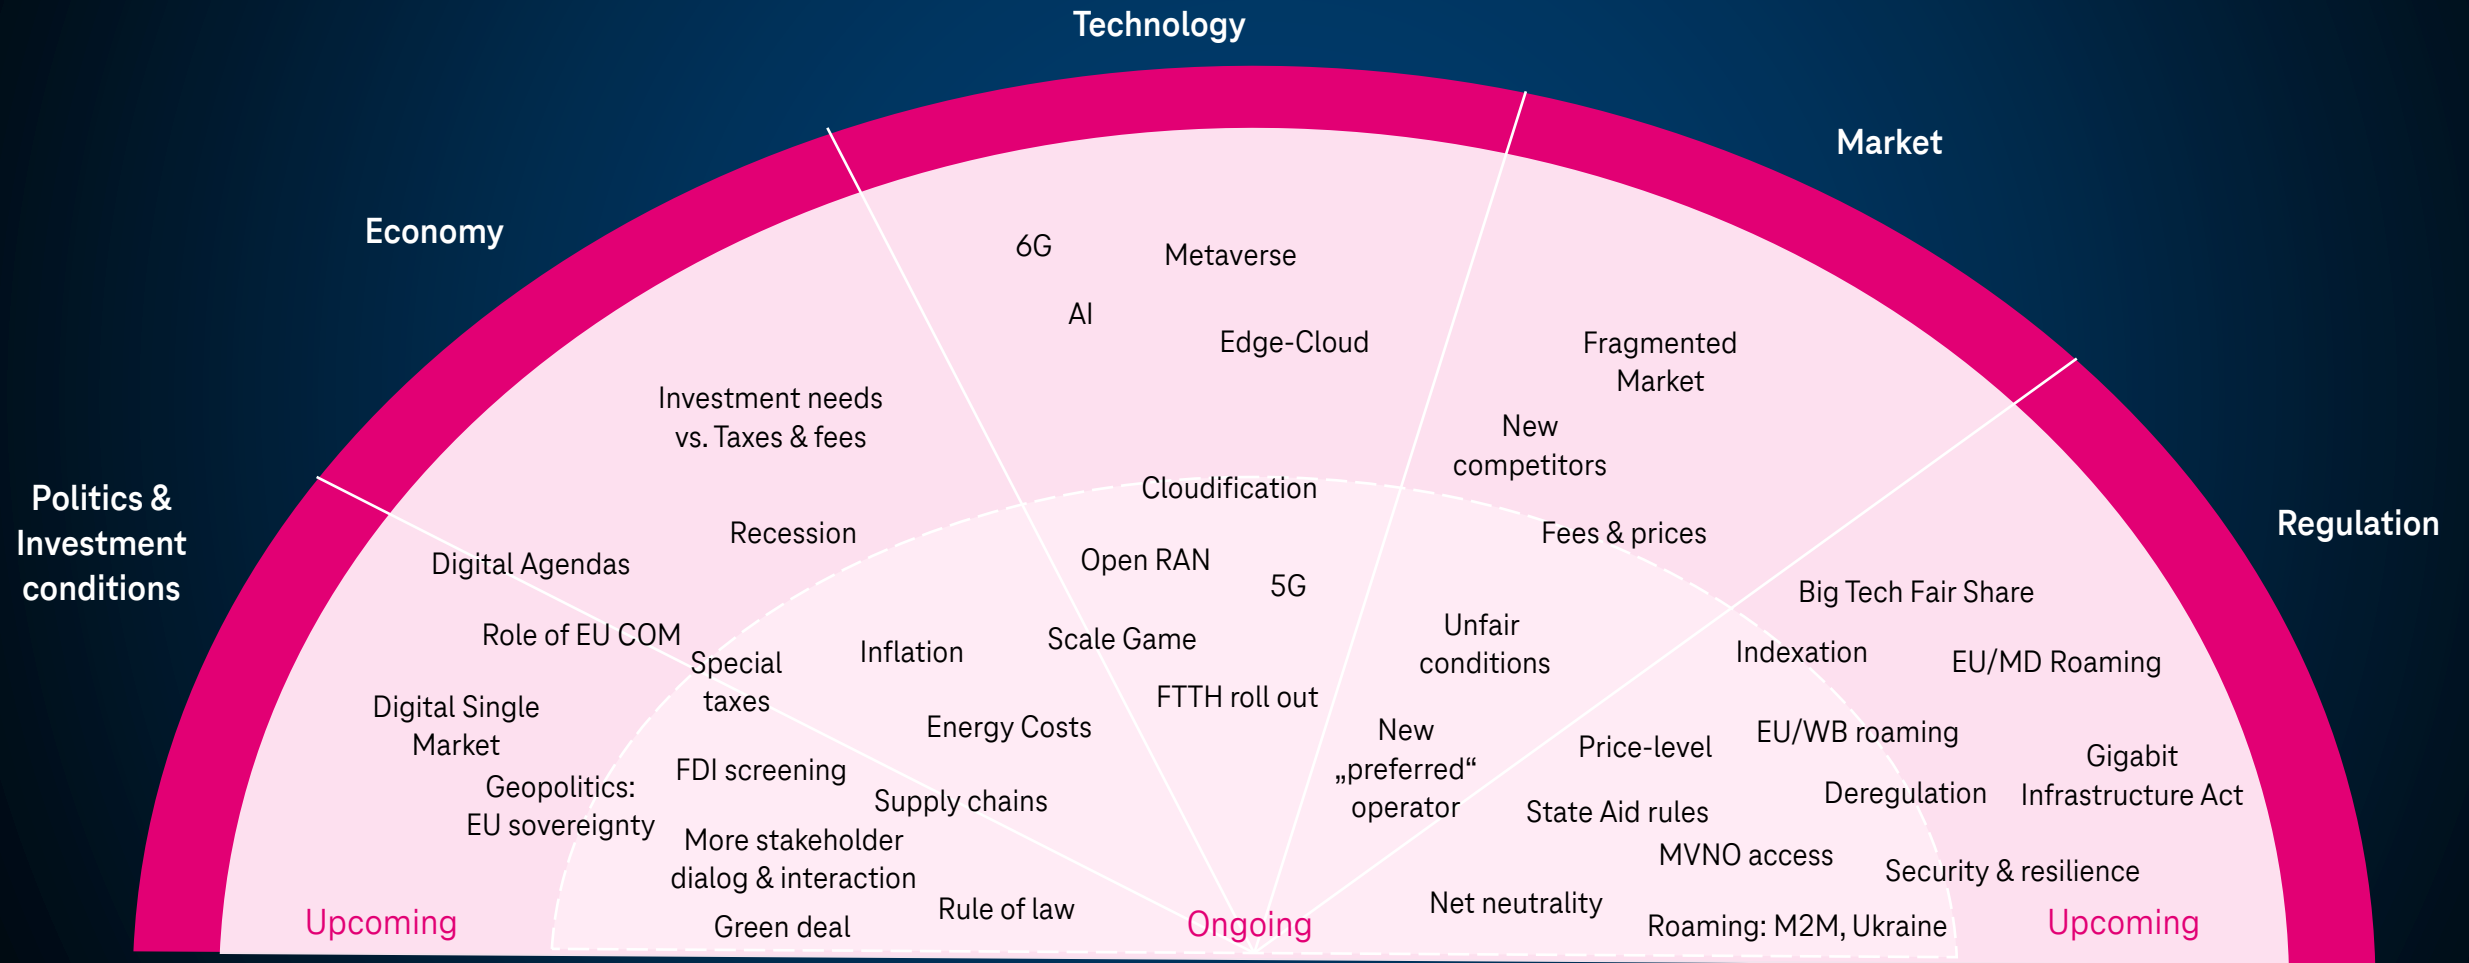 Technology
Market
Economy
Politics &
Investment
conditions
Regulation
6G
Metaverse
AI
Edge-Cloud
Investment needs
vs. Taxes & fees
Recession
Digital Agendas
Role of EU COM
Special
taxes
Inflation
Energy Costs
Digital Single
Market
Geopolitics:
EU sovereignty
FDI screening
Supply chains
More stakeholder
dialog & interaction
Green deal
Rule of law
Cloudification
Open RAN
5G
Scale Game
FTTH roll out
Fragmented
Market
New
competitors
Fees & prices
Unfair
conditions
New
„preferred“
operator
Big Tech Fair Share
Indexation
EU/MD Roaming
Price-level
EU/WB roaming
Gigabit
Infrastructure Act
Deregulation
State Aid rules
MVNO access
Security & resilience
Net neutrality
Roaming: M2M, Ukraine
Upcoming
Ongoing
Upcoming